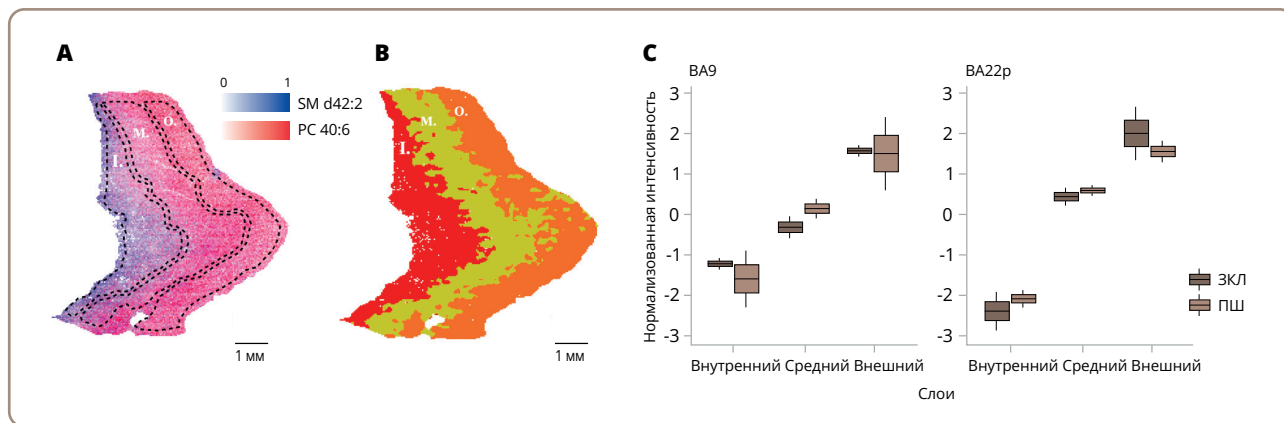 A
0 1
SM d42:2
PC 40:6
I.
M.
O.
1 мм
B
I.
M.
O.
1 мм
C
Нормализованная интенсивность
BA9
3
2
1
0
-1
-2
-3
Внутренний Средний Внешний
BA22p
3
2
1
0
-1
-2
-3
Внутренний Средний Внешний
Слои
ЗКЛ
ПШ